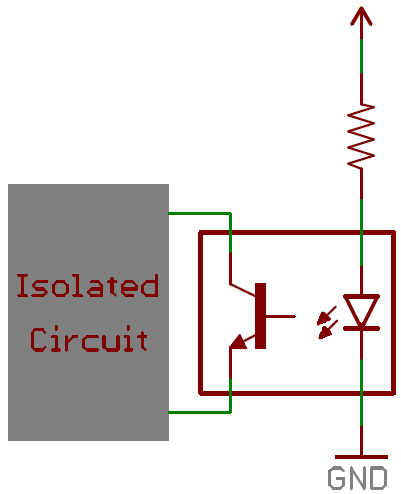 Isolated
Circuit
GND